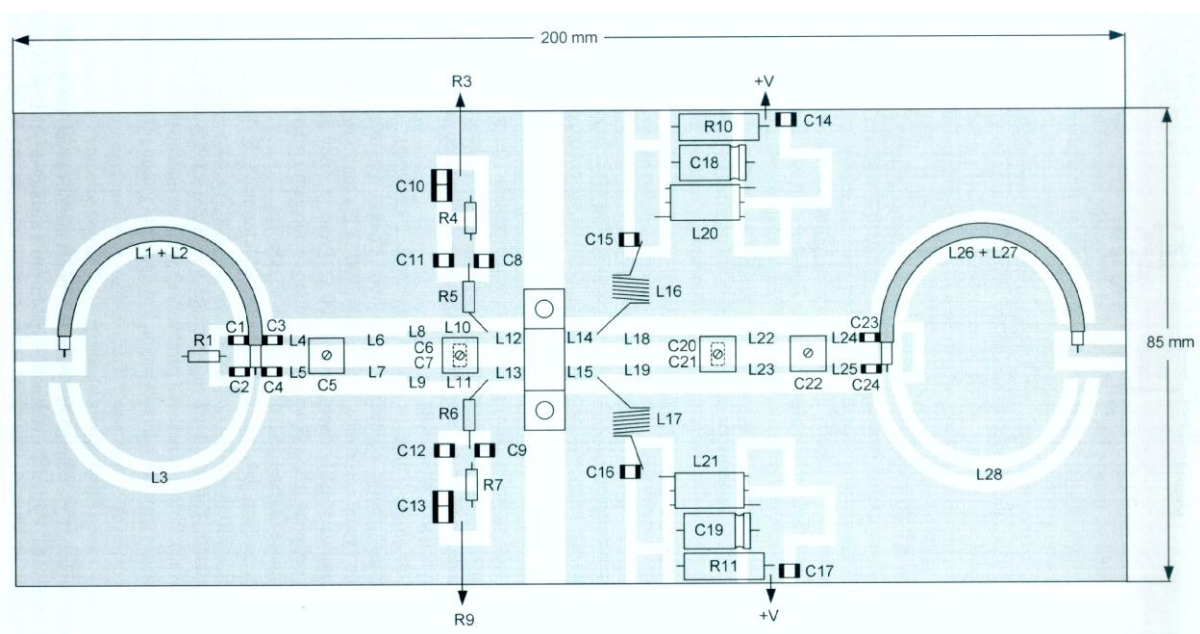 200 mm
R3
+V
R10
C14
C18
C10
R4
L20
C15
C11
C8
L1 + L2
L26 + L27
R5
L16
C1
C3
L8
L10
C23
R1
L4
L6
L12
L14
L18
L22
L24
C6
C20
85 mm
C7
C21
L5
L7
L13
L15
L19
L23
L25
C2
C4
C5
L9
L11
C22
C24
R6
L17
C12
C9
L21
C16
L3
L28
R7
C13
C19
R11
C17
R9
+V